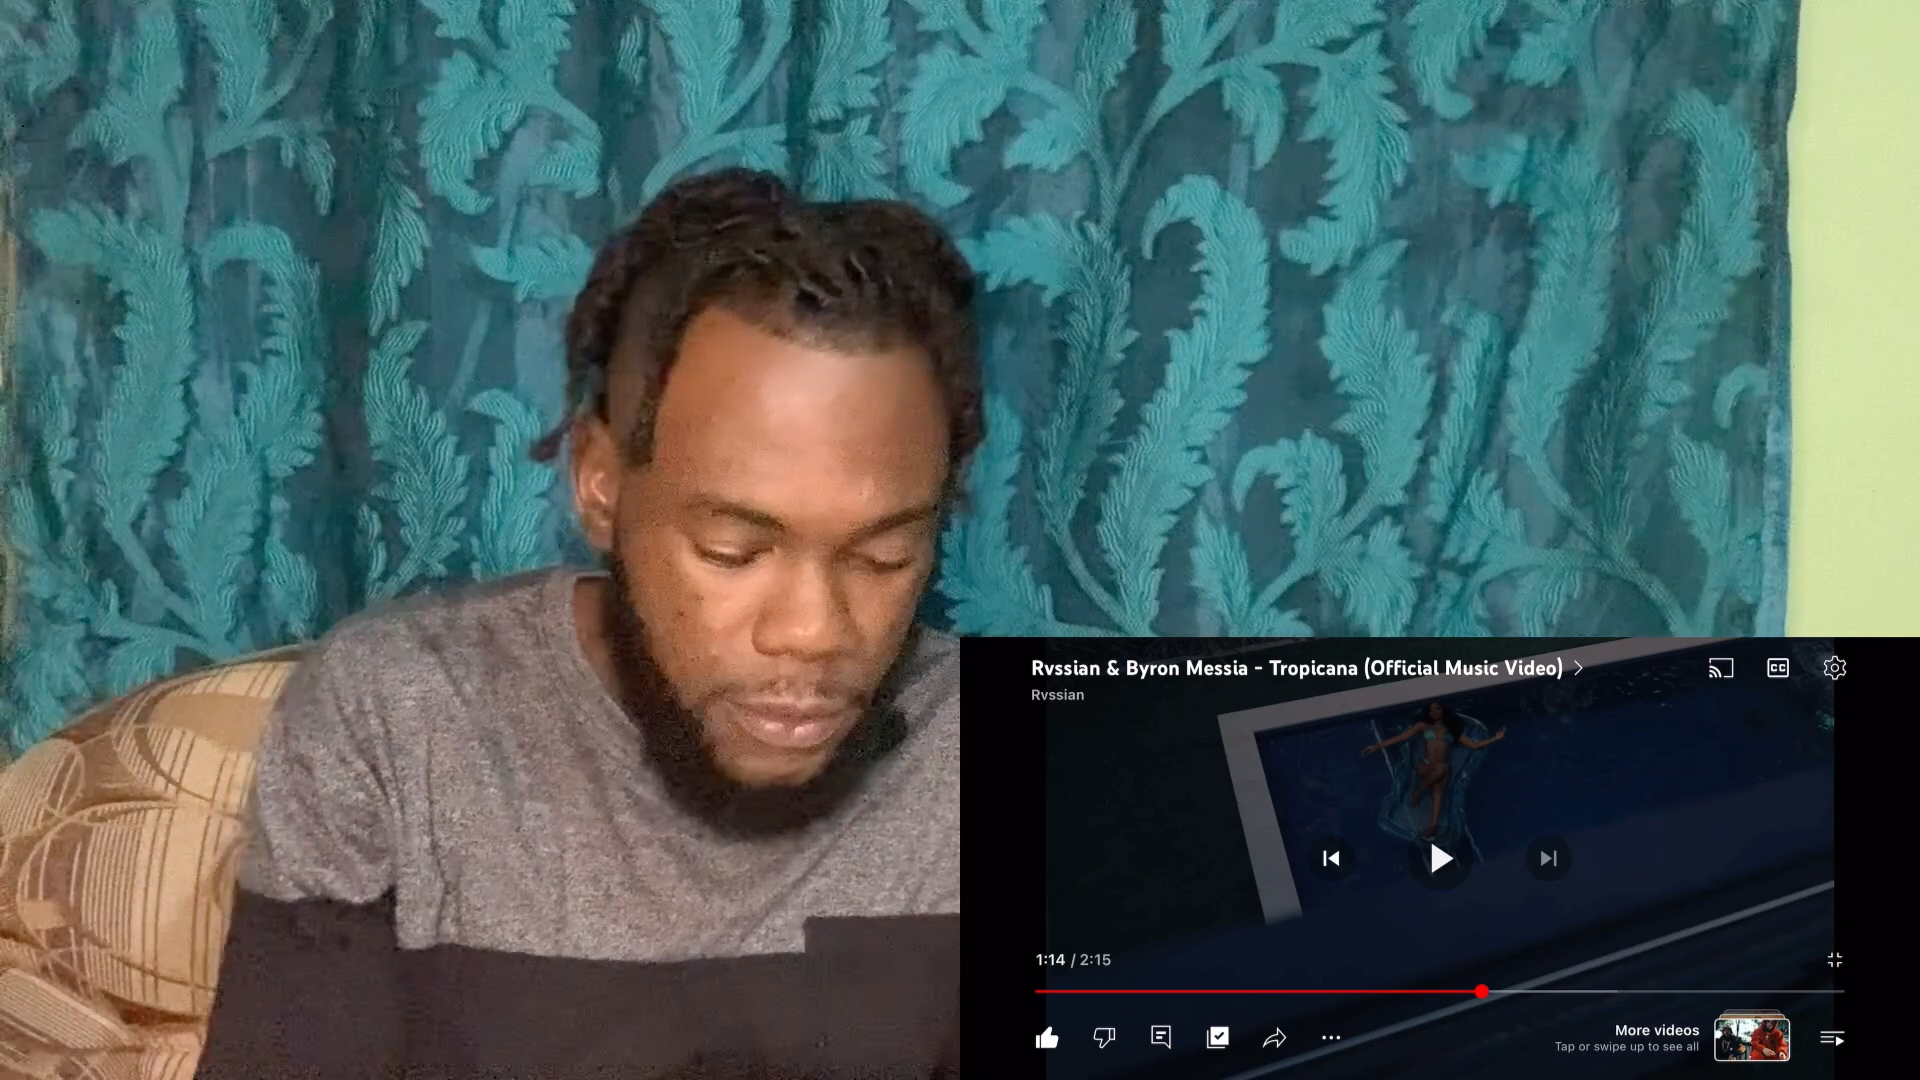 Rvssian & Byron Messia - Tropicana (Official Music Video)
Rvssian
CC
1:14 / 2:15
More videos
Tap or swipe up to see all